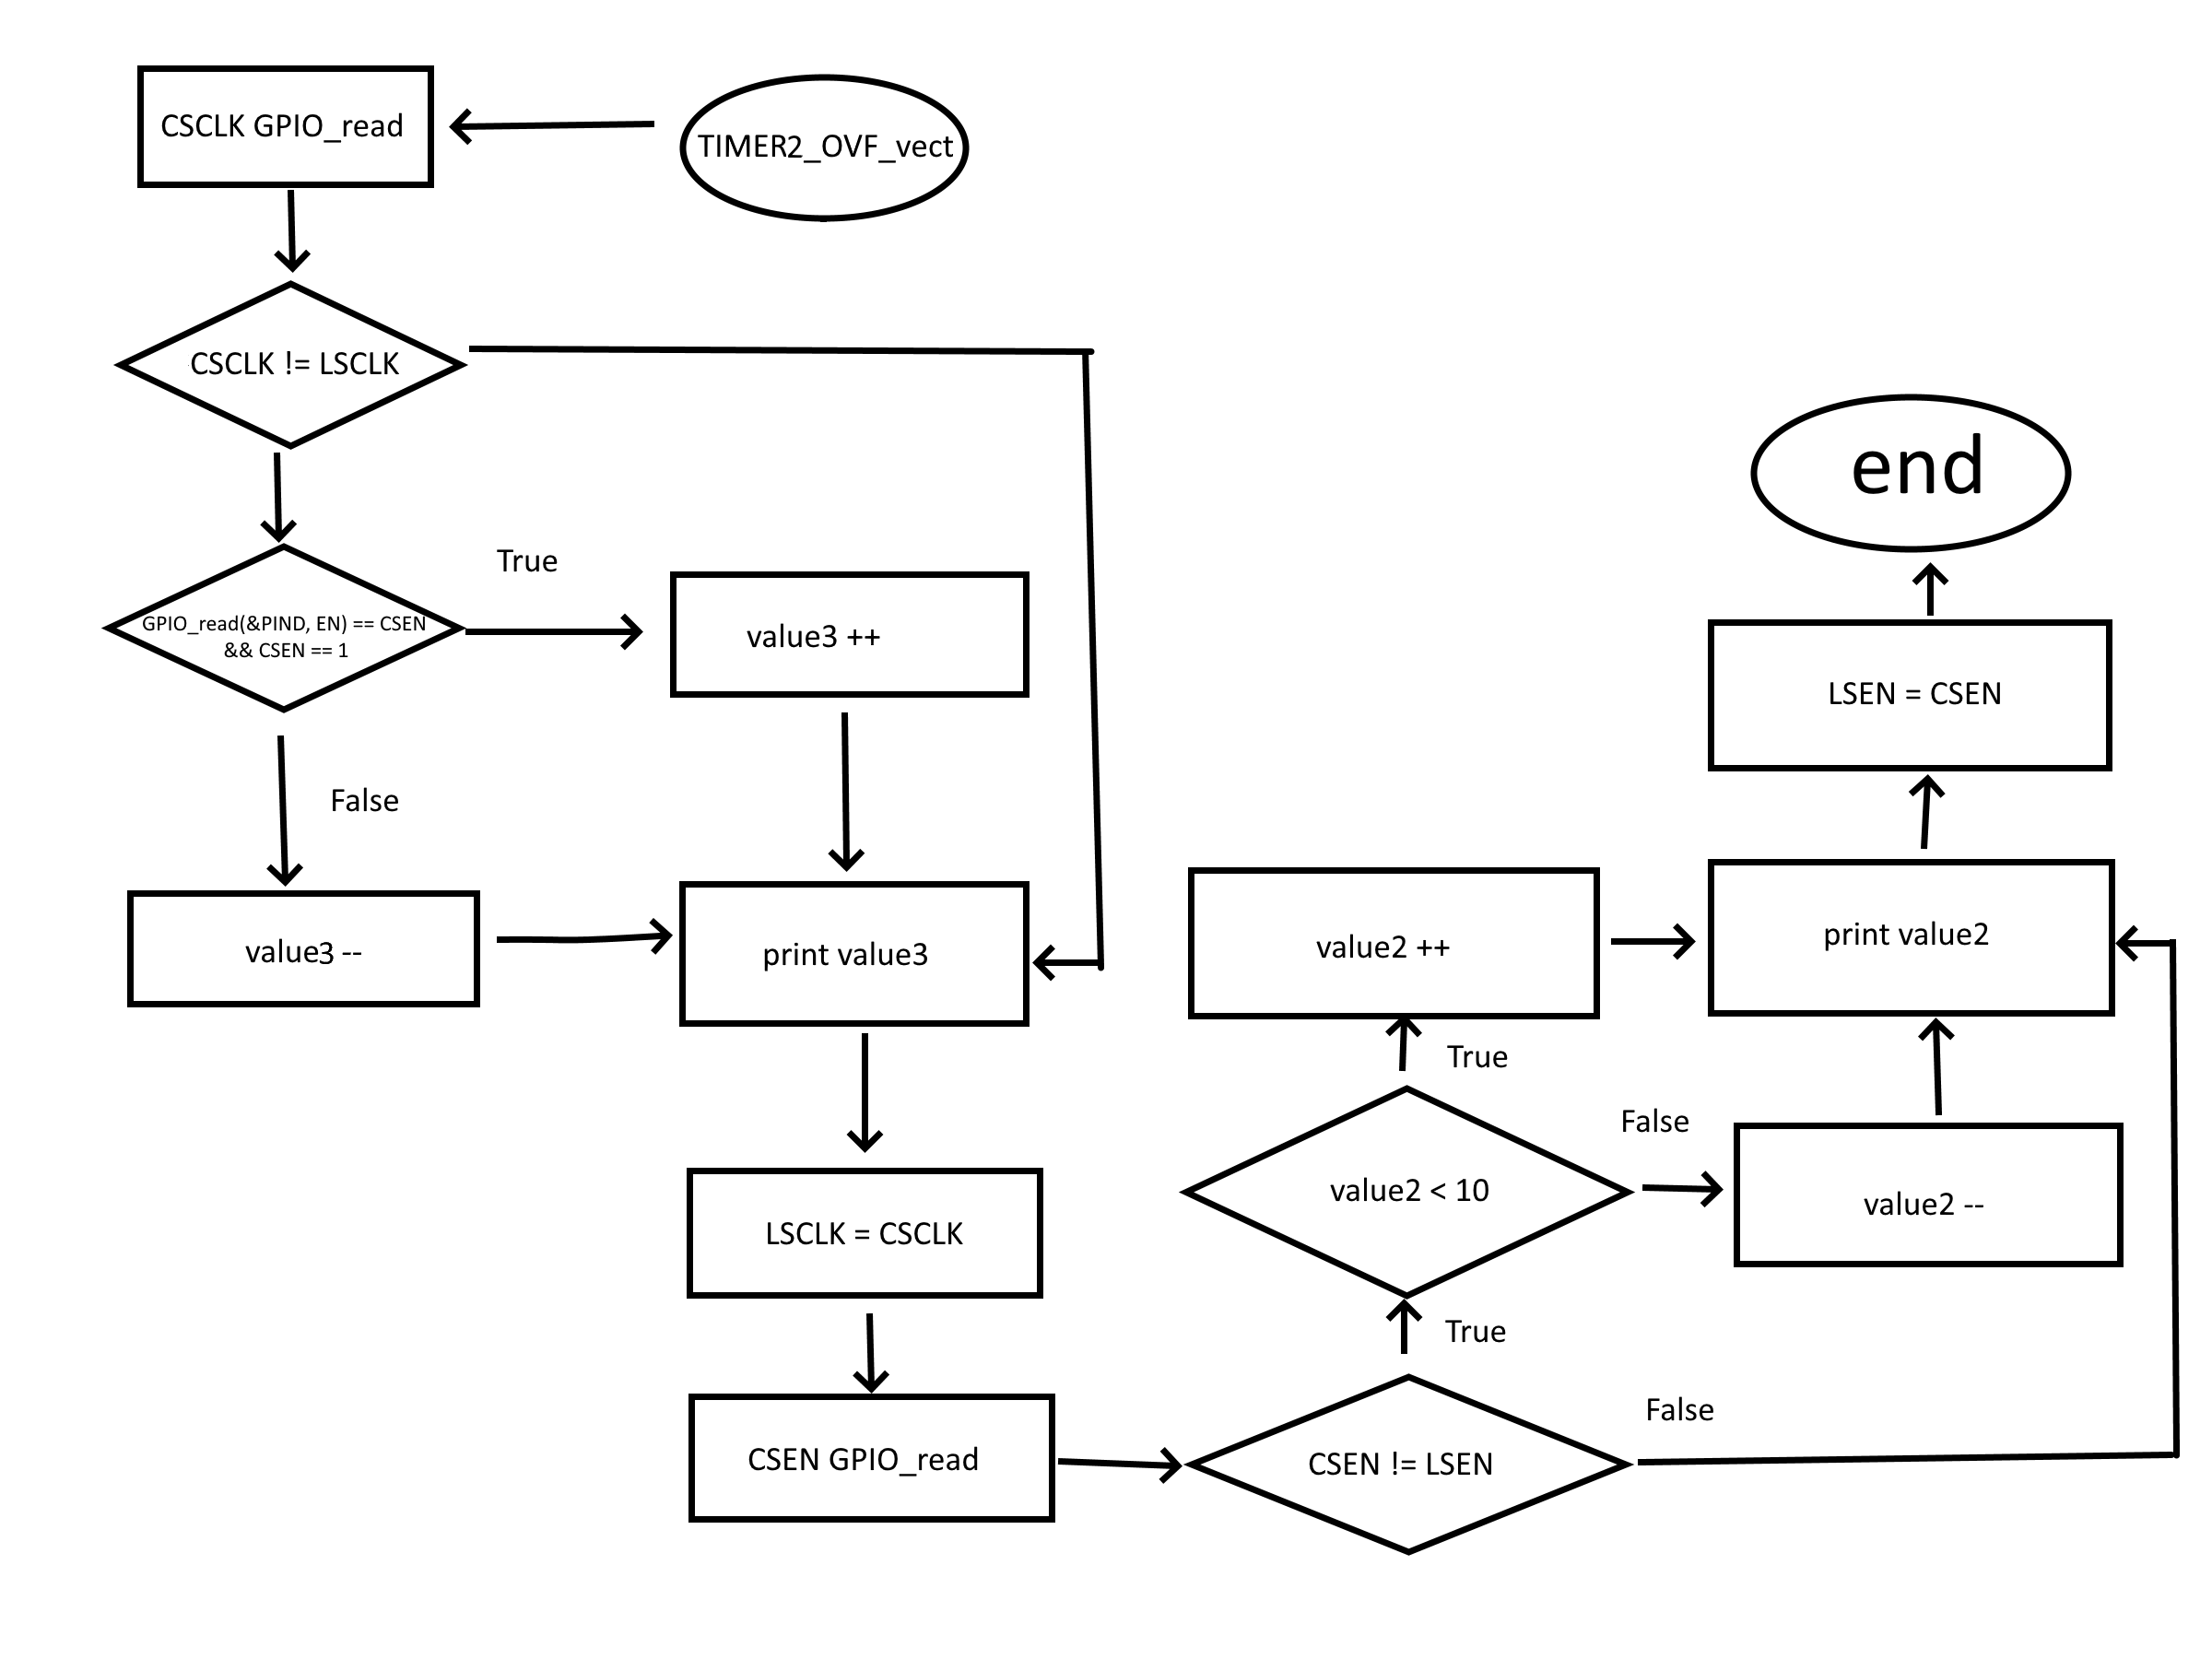 TIMER2_OVF_vect
CSCLK GPIO_read
CSCLK != LSCLK
GPIO_read(&PIND, EN) == CSEN
&& CSEN == 1
True
value3 ++
False
value3 --
print value3
LSCLK = CSCLK
CSEN GPIO_read
CSEN != LSEN
True
False
value2 < 10
True
False
value2 ++
value2 --
print value2
LSEN = CSEN
end